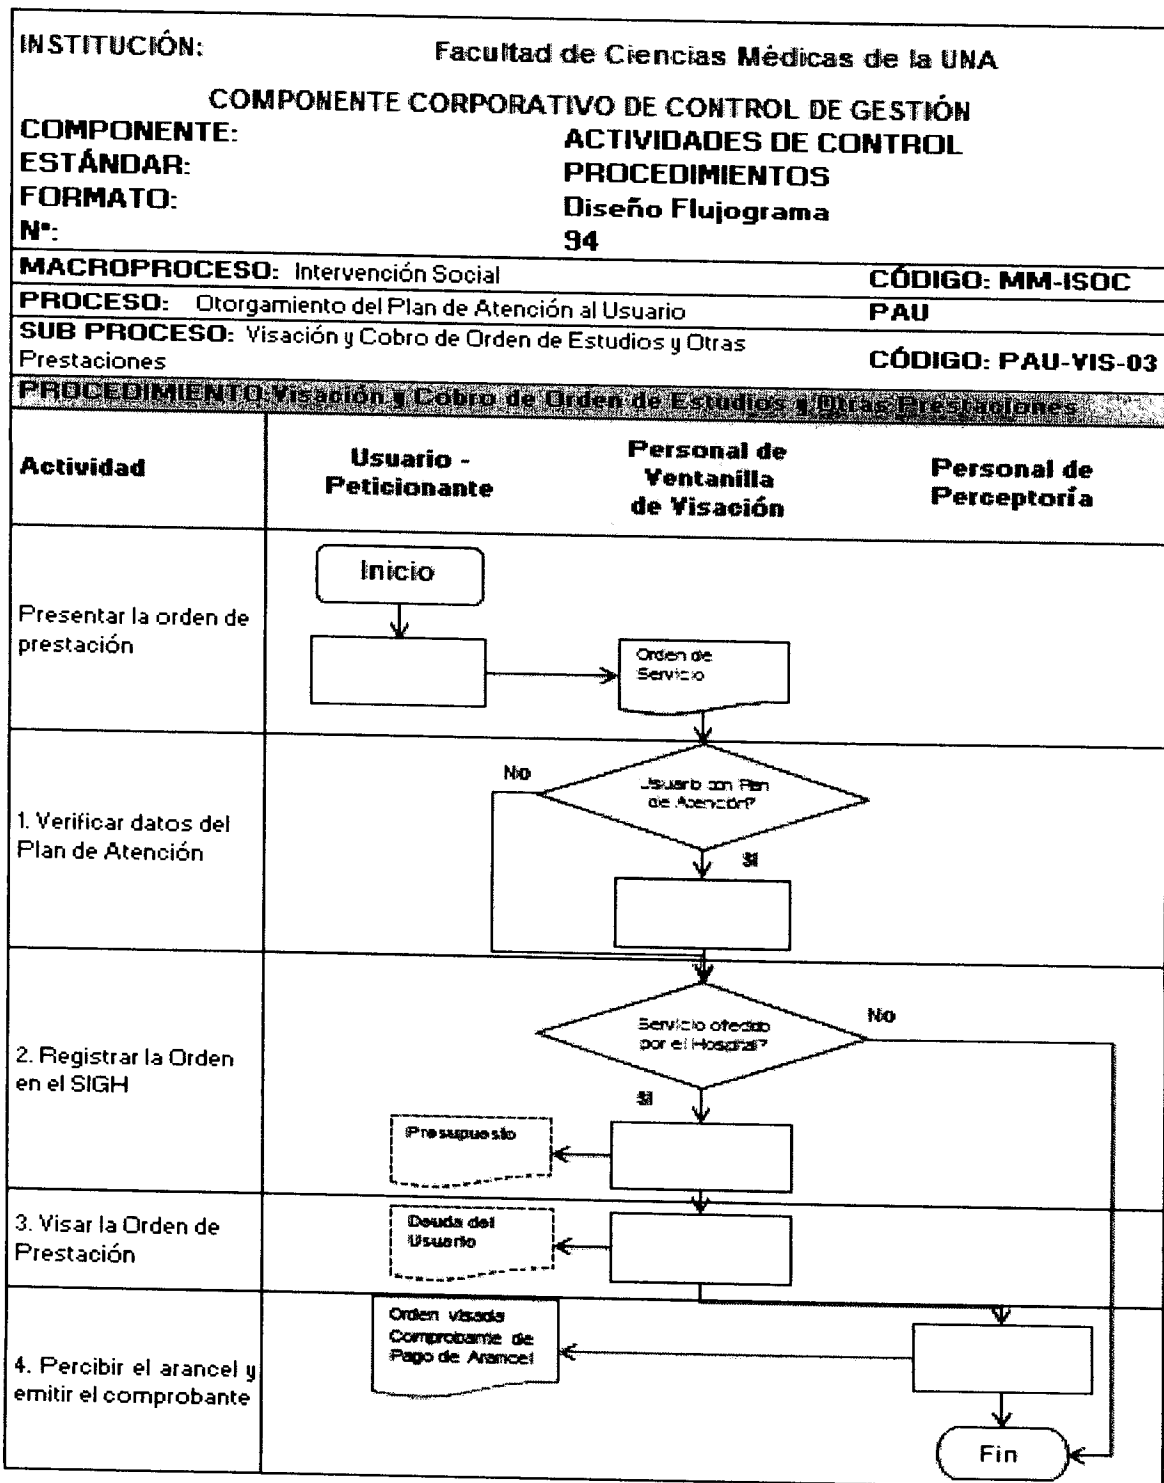 INSTITUCIÓN: Facultad de Ciencias Médicas de la UNA
COMPONENTE CORPORATIVO DE CONTROL DE GESTIÓN
COMPONENTE: ACTIVIDADES DE CONTROL
ESTÁNDAR: PROCEDIMIENTOS
FORMATO: Diseño Flujograma
N°: 94
MACROPROCESO: Intervención Social CÓDIGO: MM-ISOC
PROCESO: Otorgamiento del Plan de Atención al Usuario PAU
SUB PROCESO: Visación y Cobro de Orden de Estudios y Otras
Prestaciones CÓDIGO: PAU-VIS-03
PROCEDIMIENTO: Visación y Cobro de Orden de Estudios y Otras Prestaciones
Actividad
Usuario -
Peticionante
Personal de
Ventanilla
de Visación
Personal de
Perceptoría
Inicio
Presentar la orden de
prestación
Orden de
Servicio
No
Usuario con Plan
de Atención?
1. Verificar datos del
Plan de Atención
SI
No
Servicio ofrecido
por el Hospital?
2. Registrar la Orden
en el SIGH
SI
Presupuesto
3. Visar la Orden de
Prestación
Deuda del
Usuario
Orden visada
Comprobante de
Pago de Arancel
4. Percibir el arancel y
emitir el comprobante
Fin